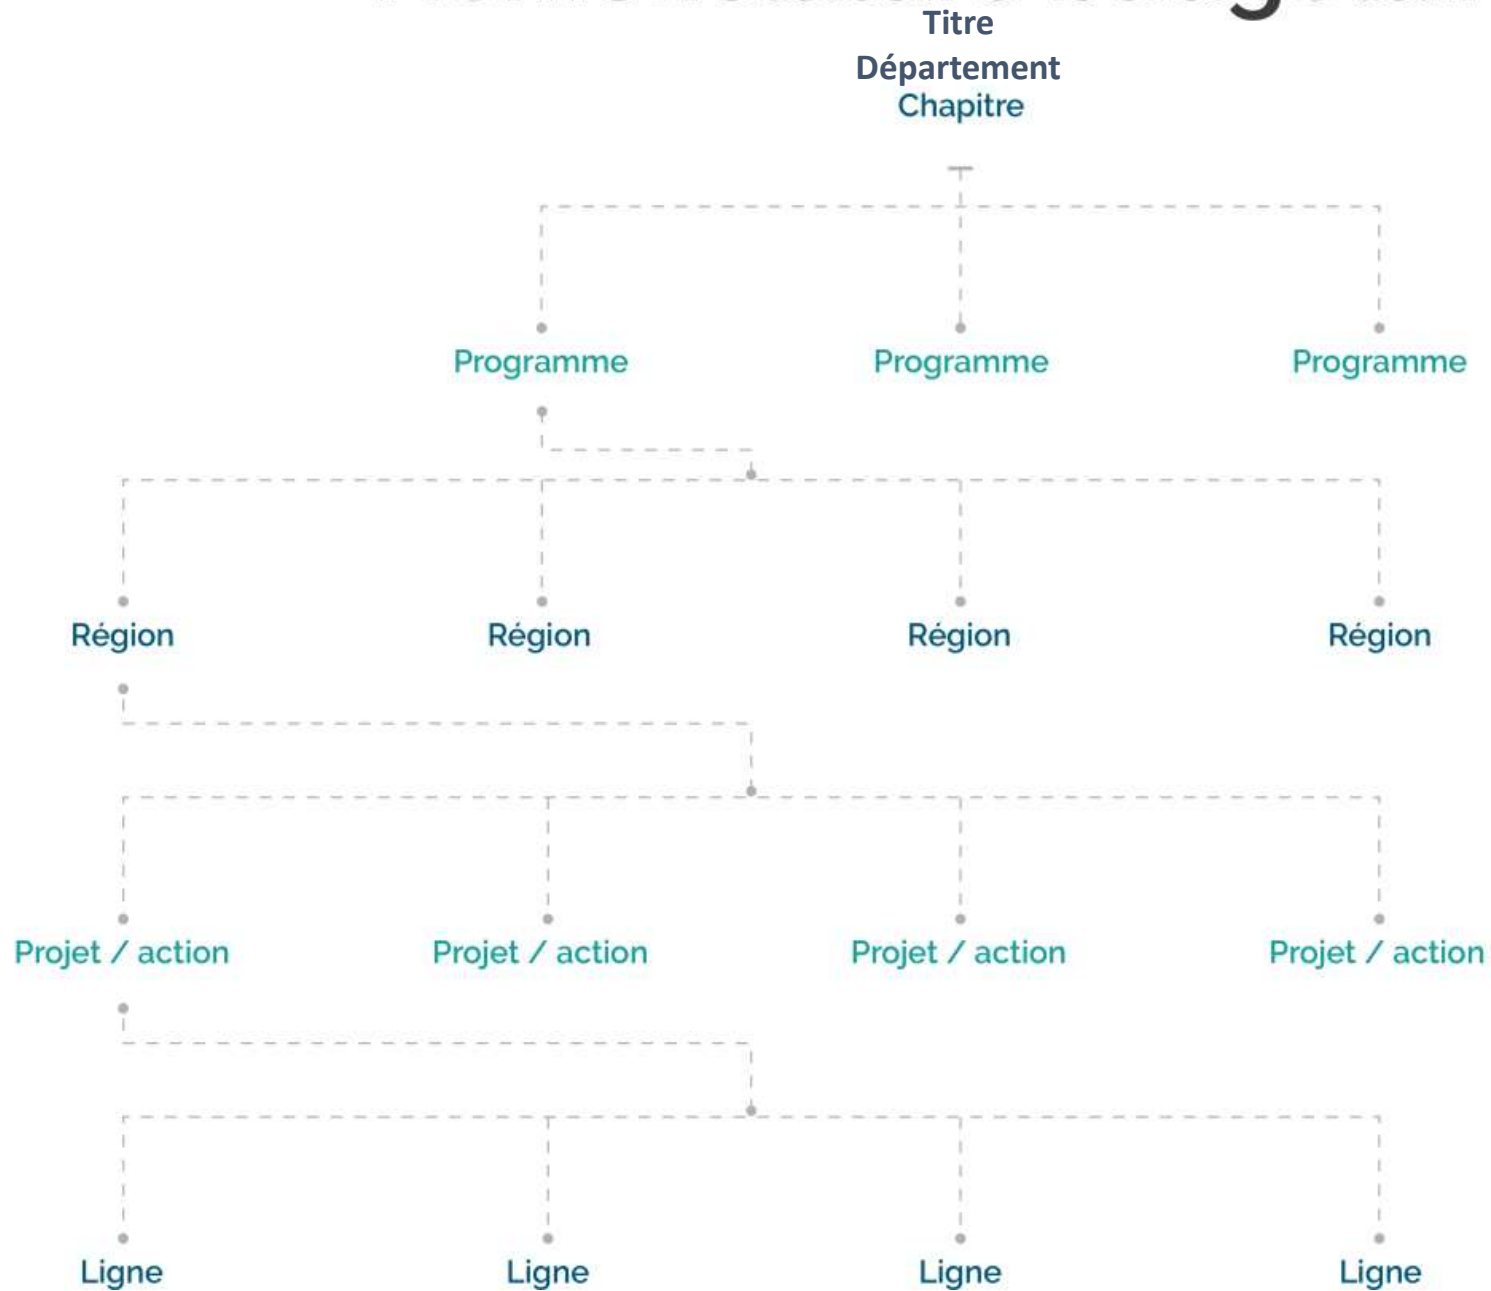 Titre
Département
Chapitre
Programme Programme Programme
Région Région Région Région
Projet / action Projet / action Projet / action Projet / action
Ligne Ligne Ligne Ligne